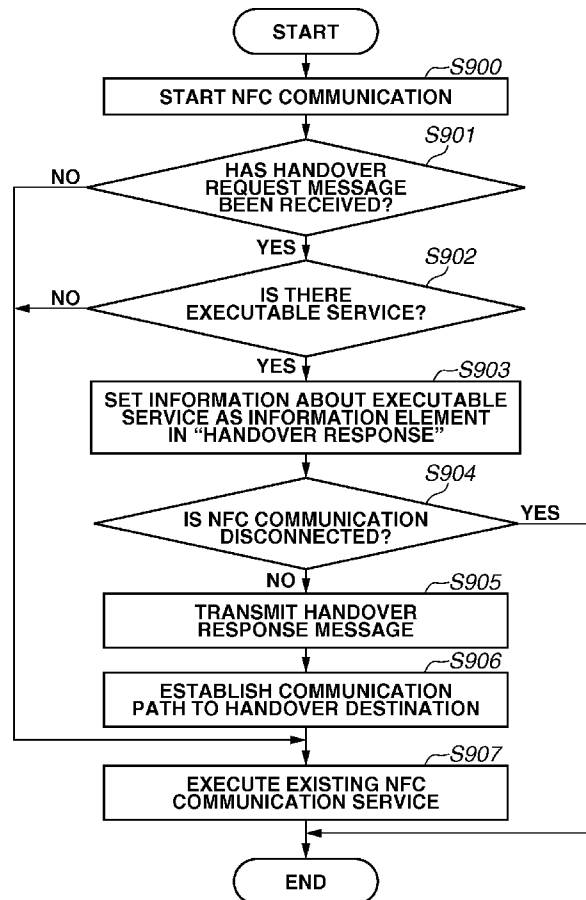 START
S900
START NFC COMMUNICATION
S901
HAS HANDOVER
REQUEST MESSAGE
BEEN RECEIVED?
NO
YES
S902
IS THERE
EXECUTABLE SERVICE?
NO
YES
S903
SET INFORMATION ABOUT EXECUTABLE
SERVICE AS INFORMATION ELEMENT
IN “HANDOVER RESPONSE”
S904
IS NFC COMMUNICATION
DISCONNECTED?
YES
NO
S905
TRANSMIT HANDOVER
RESPONSE MESSAGE
S906
ESTABLISH COMMUNICATION
PATH TO HANDOVER DESTINATION
S907
EXECUTE EXISTING NFC
COMMUNICATION SERVICE
END